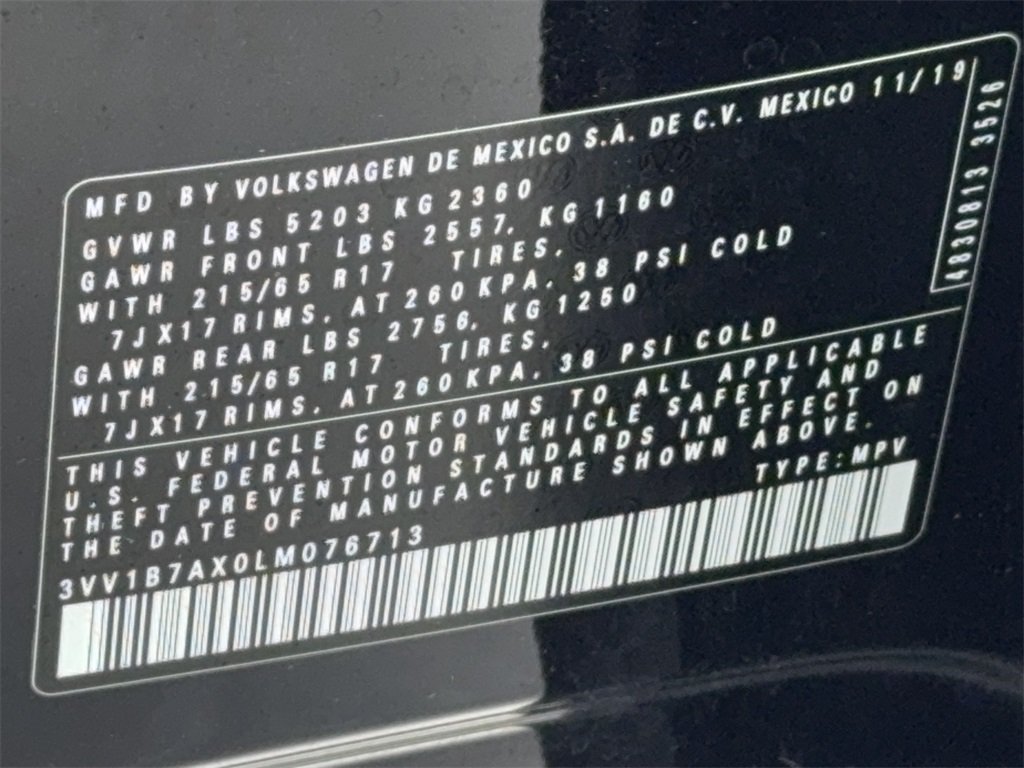 MFD BY VOLKSWAGEN DE MEXICO S.A. DE C.V. MEXICO 11/19
GVWR LBS 5203 KG 2360
GAWR FRONT LBS 2557, KG1160
WITH 215/65 R17 TIRES,
7JX17 RIMS, AT 260 KPA, 38 PSI COLD
GAWR REAR LBS 2756, KG1250
WITH 215/65 R17 TIRES,
7JX17 RIMS, AT 260 KPA, 38 PSI COLD
4830813 3526
THIS VEHICLE CONFORMS TO ALL APPLICABLE
U.S. FEDERAL MOTOR VEHICLE SAFETY AND
THEFT PREVENTION STANDARDS IN EFFECT ON
THE DATE OF MANUFACTURE SHOWN ABOVE.
3VV1B7AX0LM076713 TYPE:MPV